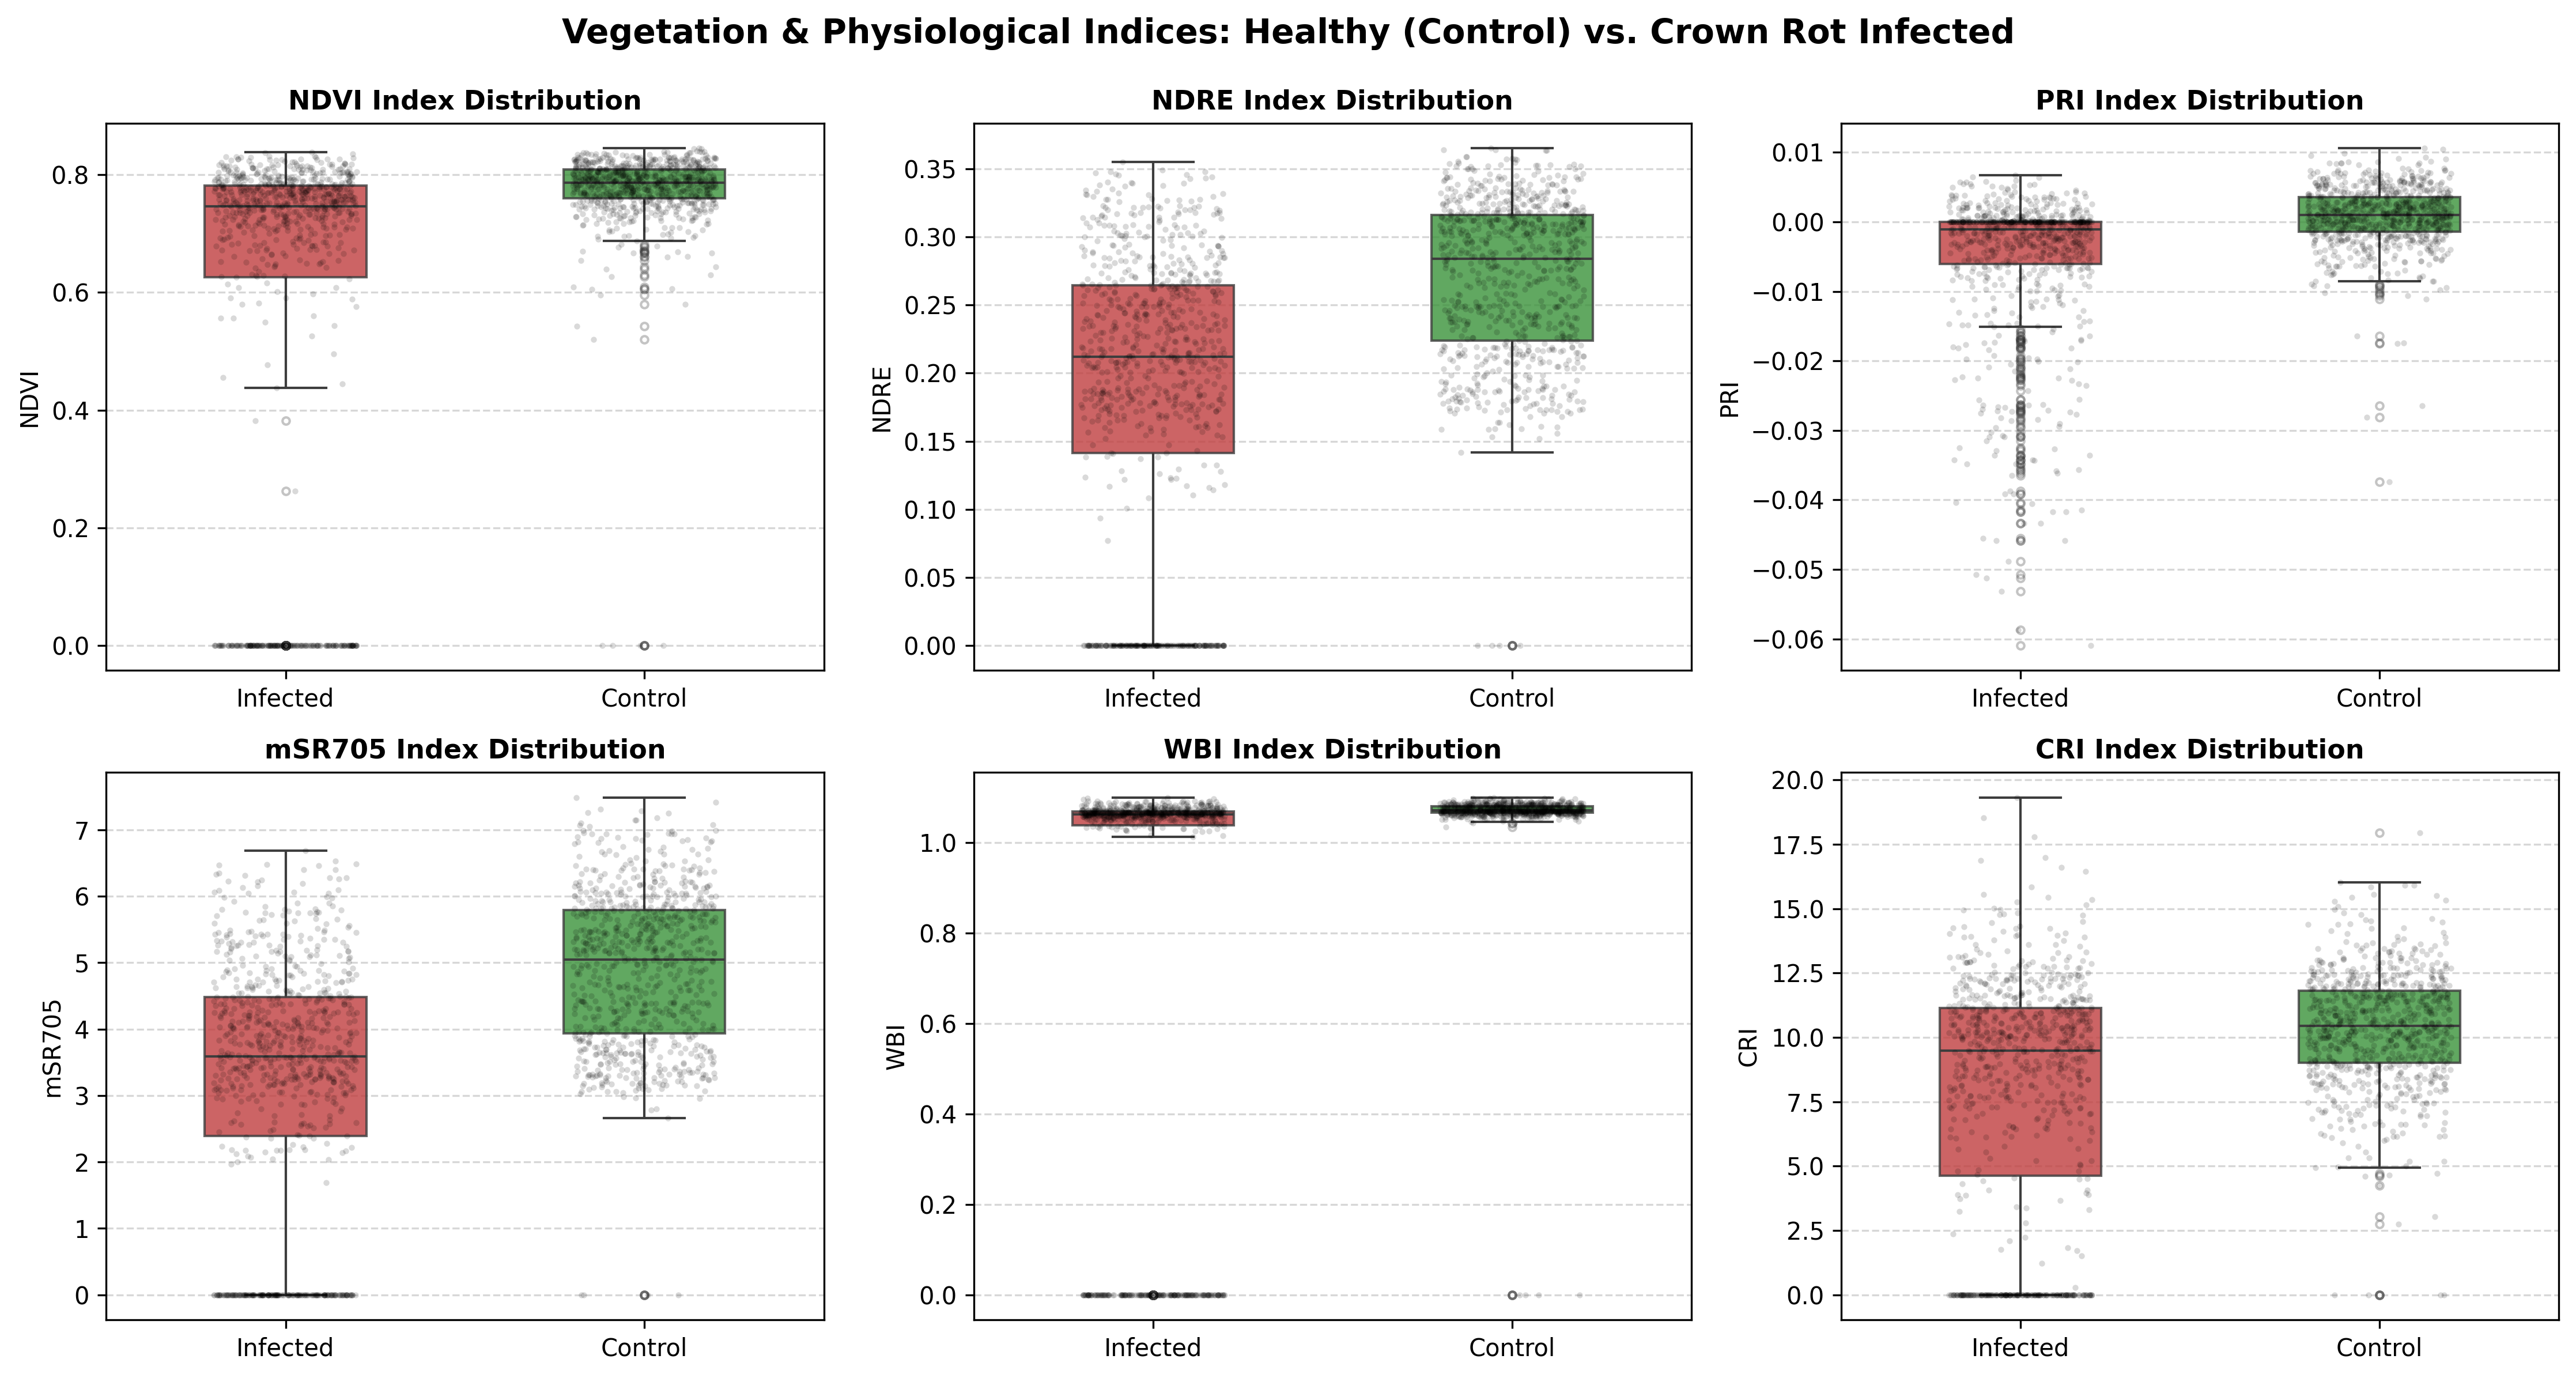 Vegetation & Physiological Indices: Healthy (Control) vs. Crown Rot Infected
NDVI Index Distribution
NDVI
0.8
0.6
0.4
0.2
0.0
Infected
Control
NDRE Index Distribution
NDRE
0.35
0.30
0.25
0.20
0.15
0.10
0.05
0.00
Infected
Control
PRI Index Distribution
PRI
0.01
0.00
−0.01
−0.02
−0.03
−0.04
−0.05
−0.06
Infected
Control
mSR705 Index Distribution
mSR705
7
6
5
4
3
2
1
0
Infected
Control
WBI Index Distribution
WBI
1.0
0.8
0.6
0.4
0.2
0.0
Infected
Control
CRI Index Distribution
CRI
20.0
17.5
15.0
12.5
10.0
7.5
5.0
2.5
0.0
Infected
Control